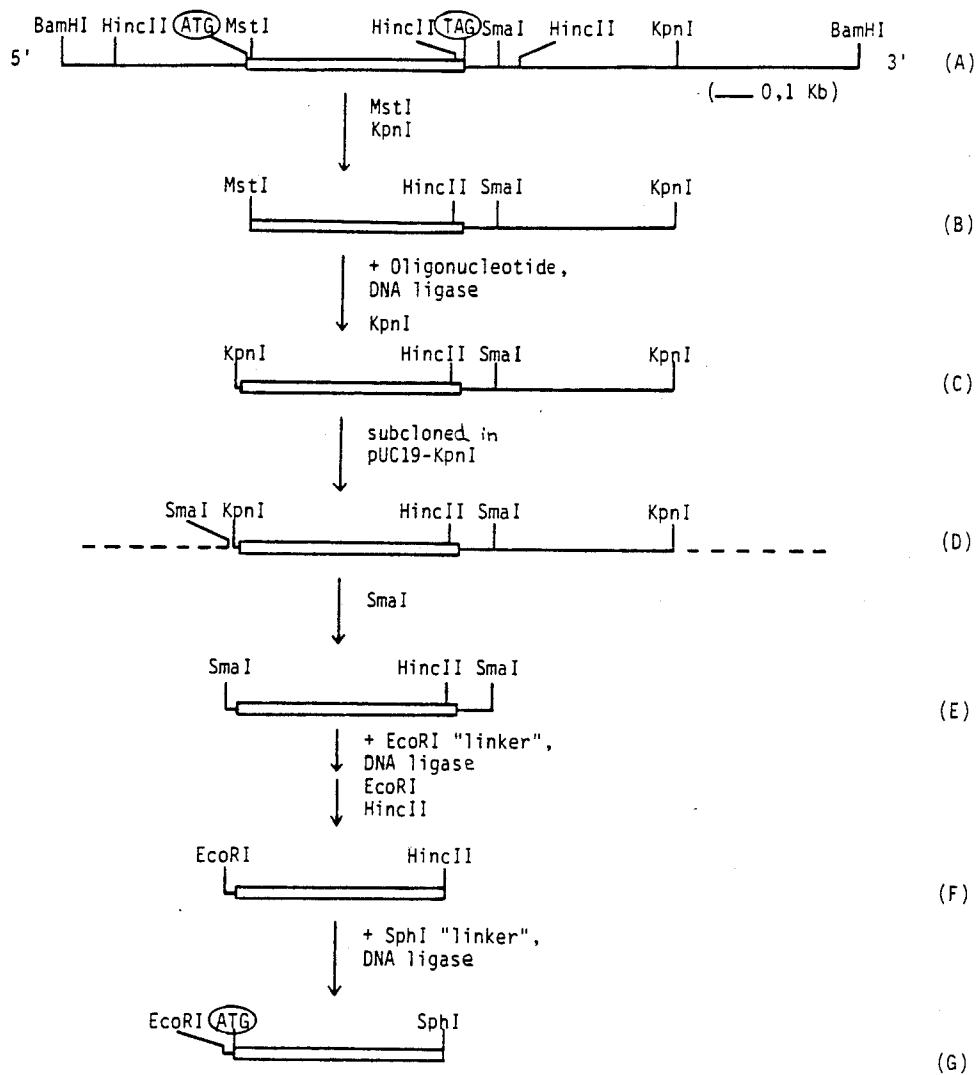 BamHI HincII ATG MstI HincII TAG SmaI HincII KpnI BamHI
5' 3' (A)
( 0,1 Kb)
MstI
KpnI
MstI HincII SmaI KpnI
(B)
+ Oligonucleotide,
DNA ligase
KpnI
KpnI HincII SmaI KpnI
(C)
subcloned in
pUC19-KpnI
SmaI KpnI HincII SmaI KpnI
(D)
SmaI
SmaI HincII SmaI
(E)
+ EcoRI "linker",
DNA ligase
EcoRI
HincII
EcoRI HincII
(F)
+ SphI "linker",
DNA ligase
EcoRI ATG SphI
(G)